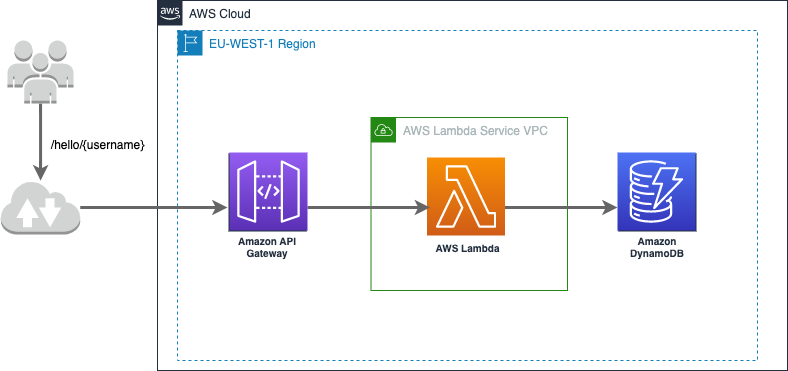 aws
AWS Cloud
EU-WEST-1 Region
/hello/{username}
AWS Lambda Service VPC
</>
Amazon API
Gateway
AWS Lambda
Amazon
DynamoDB